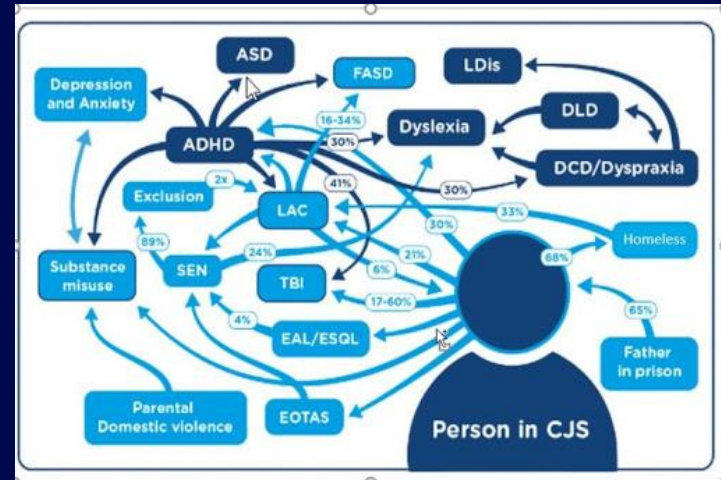 ASD
FASD
LDis
Depression
and Anxiety
16-34%
DLD
Dyslexia
ADHD
30%
DCD/Dyspraxia
2x
41%
30%
Exclusion
LAC
33%
30%
Homeless
89%
24%
21%
68%
Substance
misuse
SEN
TBI
6%
17-60%
4%
65%
EAL/ESQL
Father
in prison
Parental
Domestic violence
EOTAS
Person in CJS